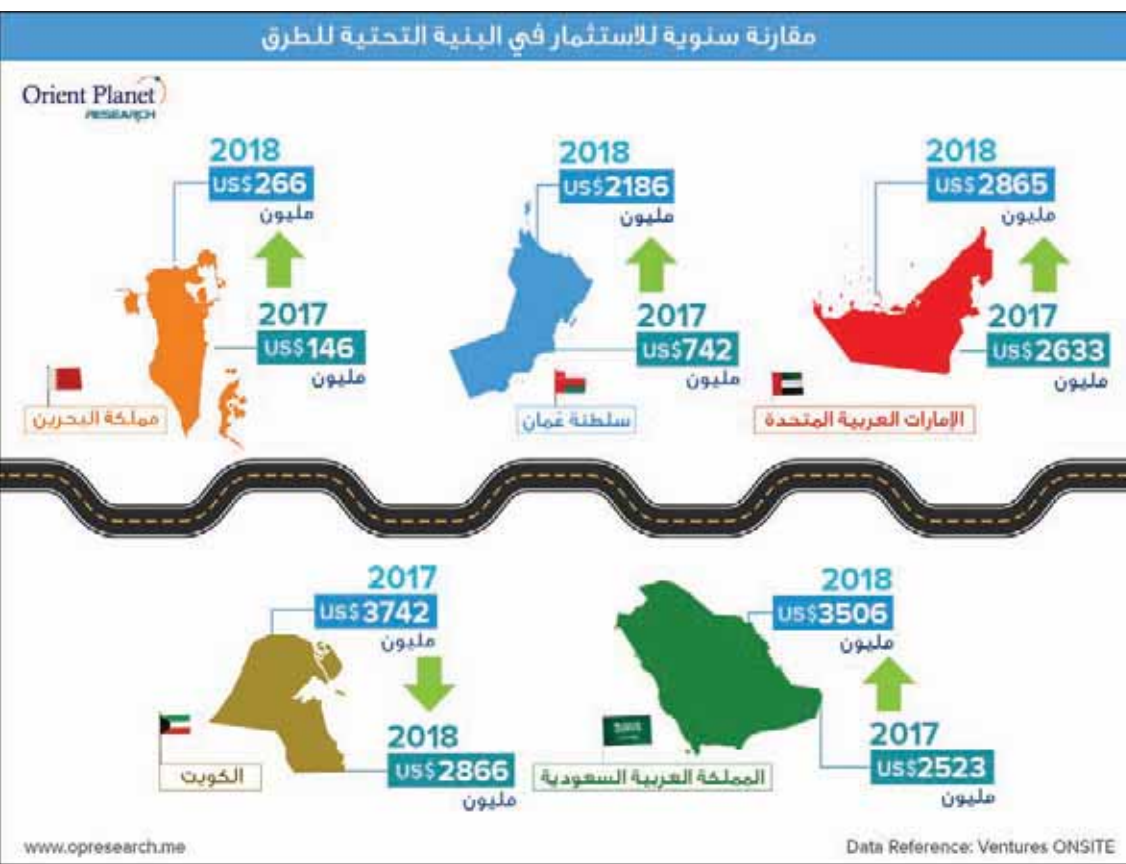 مقارنة سنوية للاستثمار في البنية التحتية للطرق
Orient Planet
RESEARCH
2018
US$2865
مليون
2017
US$2633
مليون
الإمارات العربية المتحدة
2018
US$2186
مليون
2017
US$742
مليون
سلطنة عُمان
2018
US$266
مليون
2017
US$146
مليون
مملكة البحرين
2018
US$3506
مليون
2017
US$2523
مليون
المملكة العربية السعودية
2017
US$3742
مليون
2018
US$2866
مليون
الكويت
www.opresearch.me
Data Reference: Ventures ONSITE